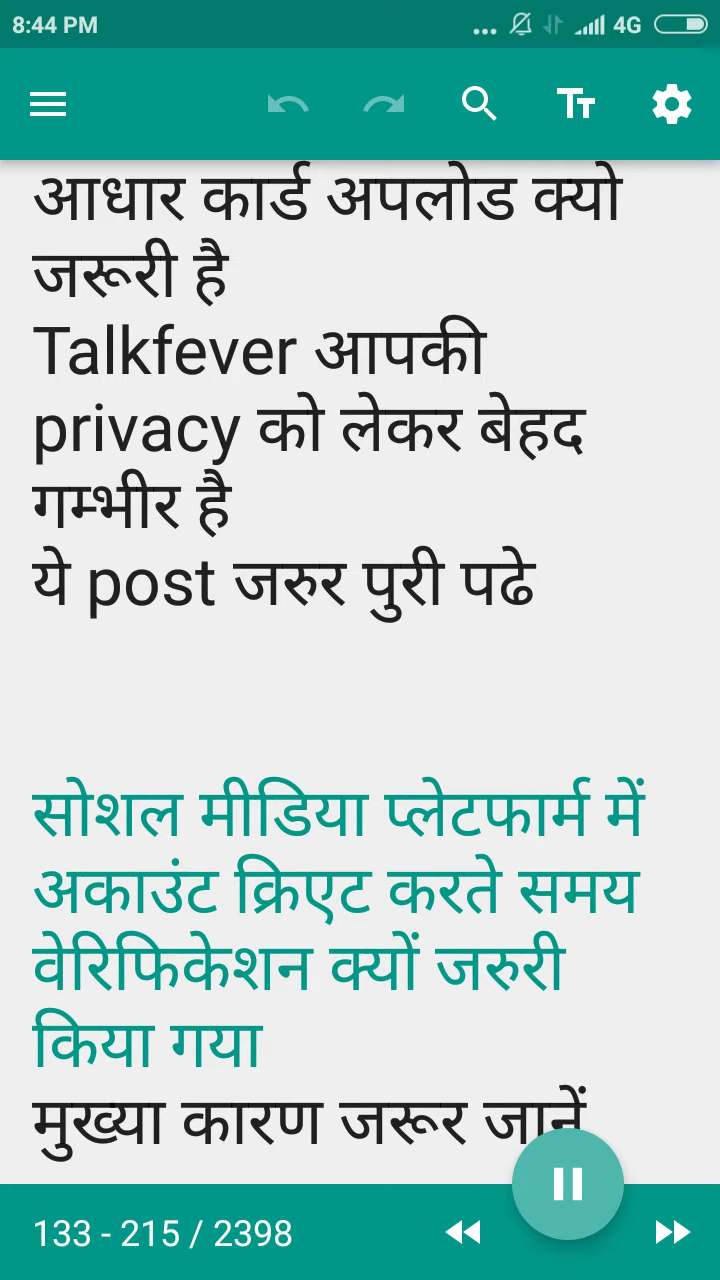 8:44 PM
... 4G
TT
आधार कार्ड अपलोड क्यो
जरूरी है
Talkfever आपकी
privacy को लेकर बेहद
गम्भीर है
ये post जरुर पुरी पढे
सोशल मीडिया प्लेटफार्म में
अकाउंट क्रिएट करते समय
वेरिफिकेशन क्यों जरुरी
किया गया
मुख्या कारण जरूर जानें
133 - 215 / 2398